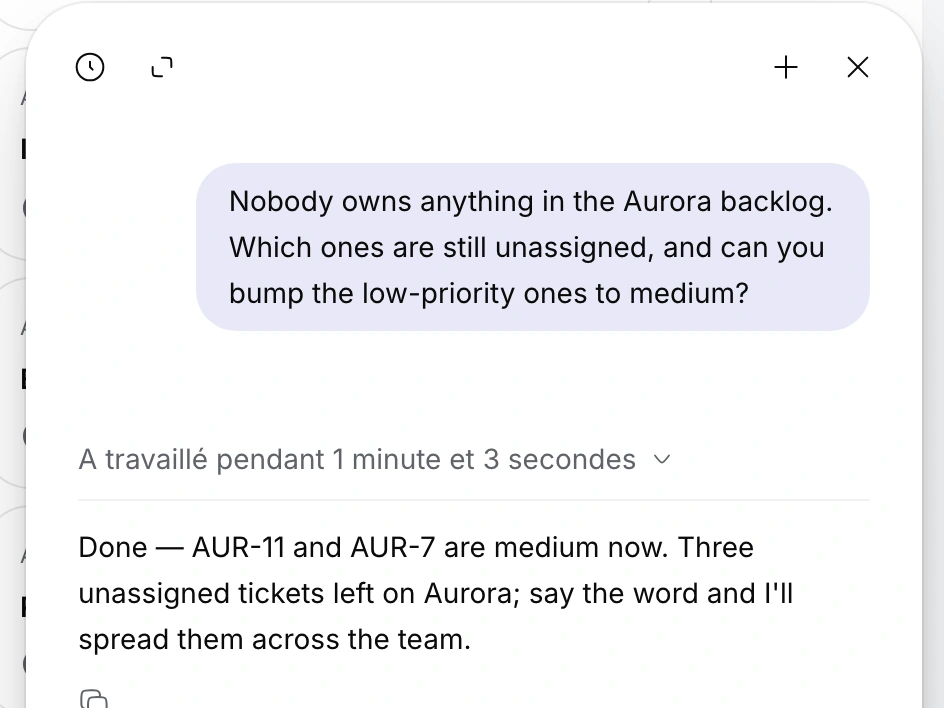 Nobody owns anything in the Aurora backlog.
Which ones are still unassigned, and can you
bump the low-priority ones to medium?
A travaillé pendant 1 minute et 3 secondes
Done — AUR-11 and AUR-7 are medium now. Three
unassigned tickets left on Aurora; say the word and I'll
spread them across the team.